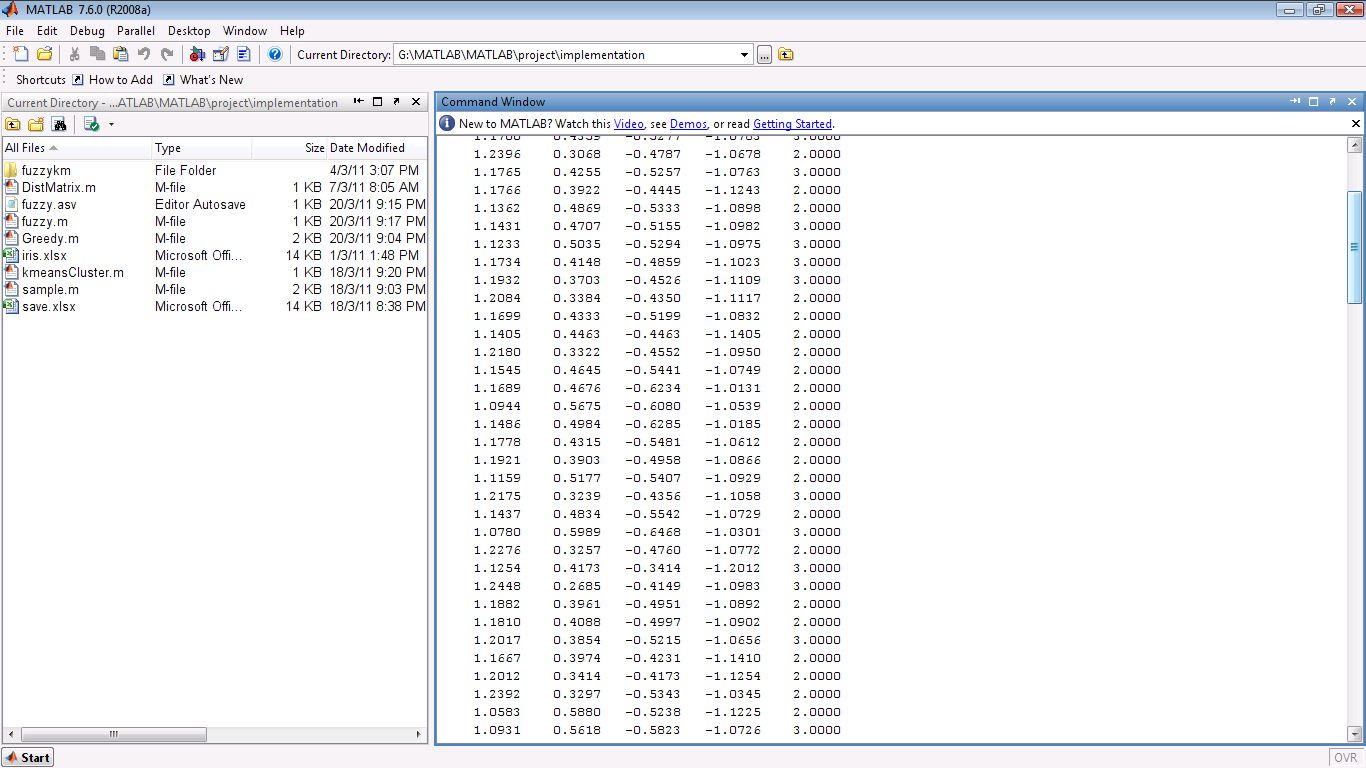 MATLAB 7.6.0 (R2008a)
File Edit Debug Parallel Desktop Window Help
Current Directory: G:\MATLAB\MATLAB\project\implementation ...
Shortcuts How to Add What's New
Current Directory - ...ATLAB\MATLAB\project\implementation
All Files Type Size Date Modified
fuzzykm File Folder 4/3/11 3:07 PM
DistMatrix.m M-file 1 KB 7/3/11 8:05 AM
fuzzy.asv Editor Autosave 1 KB 20/3/11 9:15 PM
fuzzy.m M-file 1 KB 20/3/11 9:17 PM
Greedy.m M-file 2 KB 20/3/11 9:04 PM
iris.xlsx Microsoft Offi... 14 KB 1/3/11 1:48 PM
kmeansCluster.m M-file 1 KB 18/3/11 9:20 PM
sample.m M-file 2 KB 18/3/11 9:03 PM
save.xlsx Microsoft Offi... 14 KB 18/3/11 8:38 PM
Command Window
New to MATLAB? Watch this Video, see Demos, or read Getting Started.
1.2396 0.3068 -0.4787 -1.0678 2.0000
1.1765 0.4255 -0.5257 -1.0763 3.0000
1.1766 0.3922 -0.4445 -1.1243 2.0000
1.1362 0.4869 -0.5333 -1.0898 2.0000
1.1431 0.4707 -0.5155 -1.0982 3.0000
1.1233 0.5035 -0.5294 -1.0975 3.0000
1.1734 0.4148 -0.4859 -1.1023 3.0000
1.1932 0.3703 -0.4526 -1.1109 3.0000
1.2084 0.3384 -0.4350 -1.1117 2.0000
1.1699 0.4333 -0.5199 -1.0832 2.0000
1.1405 0.4463 -0.4463 -1.1405 2.0000
1.2180 0.3322 -0.4552 -1.0950 2.0000
1.1545 0.4645 -0.5441 -1.0749 2.0000
1.1689 0.4676 -0.6234 -1.0131 2.0000
1.0944 0.5675 -0.6080 -1.0539 2.0000
1.1486 0.4984 -0.6285 -1.0185 2.0000
1.1778 0.4315 -0.5481 -1.0612 2.0000
1.1921 0.3903 -0.4958 -1.0866 2.0000
1.1159 0.5177 -0.5407 -1.0929 2.0000
1.2175 0.3239 -0.4356 -1.1058 3.0000
1.1437 0.4834 -0.5542 -1.0729 2.0000
1.0780 0.5989 -0.6468 -1.0301 3.0000
1.2276 0.3257 -0.4760 -1.0772 2.0000
1.1254 0.4173 -0.3414 -1.2012 3.0000
1.2448 0.2685 -0.4149 -1.0983 3.0000
1.1882 0.3961 -0.4951 -1.0892 2.0000
1.1810 0.4088 -0.4997 -1.0902 2.0000
1.2017 0.3854 -0.5215 -1.0656 3.0000
1.1667 0.3974 -0.4231 -1.1410 2.0000
1.2012 0.3414 -0.4173 -1.1254 2.0000
1.2392 0.3297 -0.5343 -1.0345 2.0000
1.0583 0.5880 -0.5238 -1.1225 2.0000
1.0931 0.5618 -0.5823 -1.0726 3.0000
Start
OVR